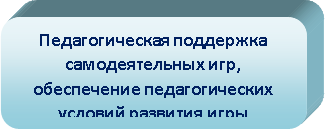 Педагогическая поддержка
самодеятельных игр,
обеспечение педагогических
условий развития игры